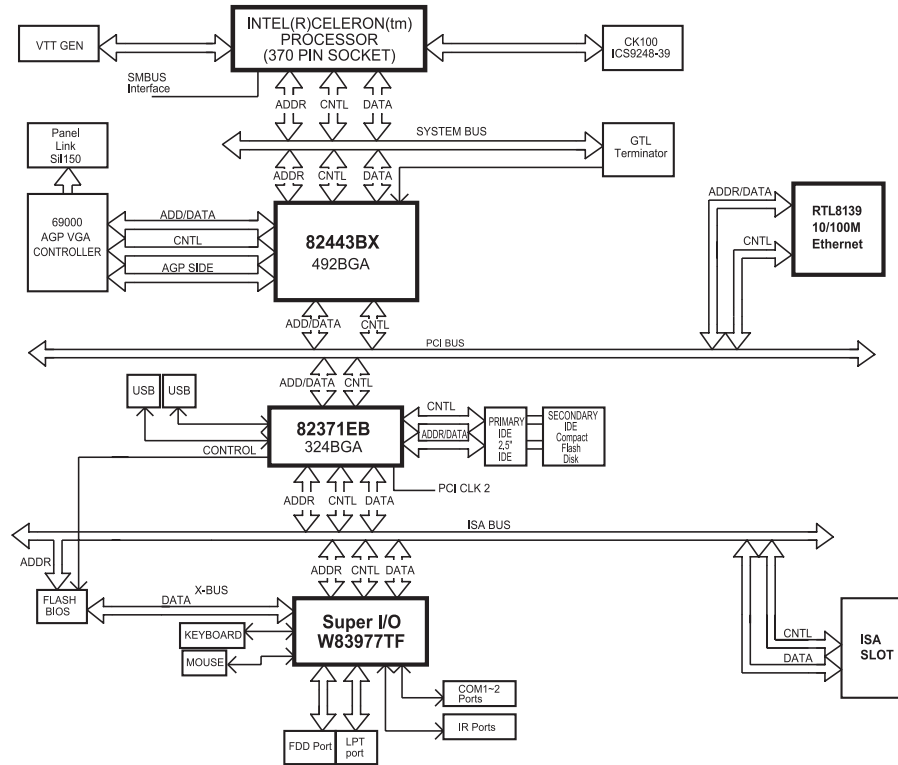 INTEL(R)CELERON(tm)
PROCESSOR
(370 PIN SOCKET)
VTT GEN
CK100
ICS9248-39
SMBUS
Interface
ADDR
CNTL
DATA
SYSTEM BUS
GTL
Terminator
Panel
Link
Sil150
ADDR
CNTL
DATA
69000
AGP VGA
CONTROLLER
ADD/DATA
CNTL
AGP SIDE
82443BX
492BGA
ADDR/DATA
CNTL
RTL8139
10/100M
Ethernet
ADD/DATA
CNTL
PCI BUS
ADD/DATA
CNTL
USB
USB
82371EB
324BGA
CNTL
ADDR/DATA
PRIMARY
IDE
2,5"
IDE
SECONDARY
IDE
Compact
Flash
Disk
CONTROL
ADDR
CNTL
DATA
PCI CLK 2
ISA BUS
ADDR
ADDR
CNTL
DATA
FLASH
BIOS
X-BUS
DATA
Super I/O
W83977TF
KEYBOARD
MOUSE
CNTL
DATA
ISA
SLOT
COM1~2
Ports
IR Ports
FDD Port
LPT
port